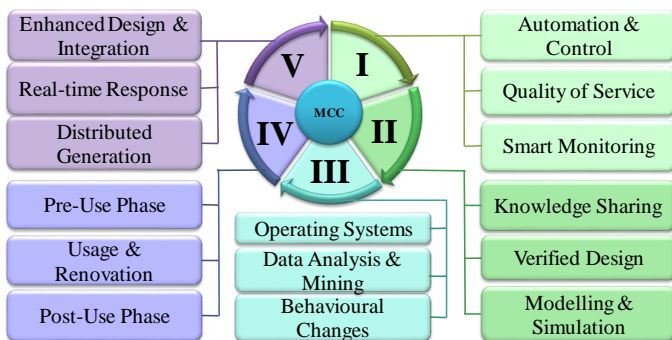 Enhanced Design &
Integration
Real-time Response
Distributed
Generation
Pre-Use Phase
Usage &
Renovation
Post-Use Phase
V
I
MCC
IV
II
III
Operating Systems
Data Analysis &
Mining
Behavioural
Changes
Automation &
Control
Quality of Service
Smart Monitoring
Knowledge Sharing
Verified Design
Modelling &
Simulation